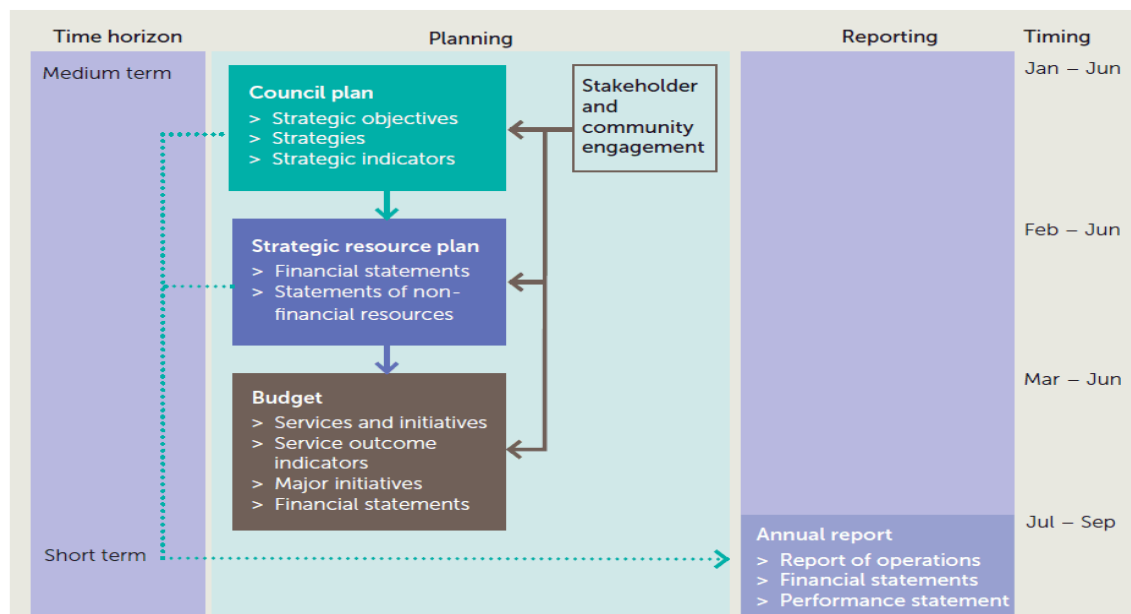 Time horizon
Planning
Reporting
Timing
Medium term
Jan – Jun
Council plan
> Strategic objectives
> Strategies
> Strategic indicators
Stakeholder
and
community
engagement
Feb – Jun
Strategic resource plan
> Financial statements
> Statements of non-
financial resources
Mar – Jun
Budget
> Services and initiatives
> Service outcome
indicators
> Major initiatives
> Financial statements
Jul – Sep
Short term
Annual report
> Report of operations
> Financial statements
> Performance statement